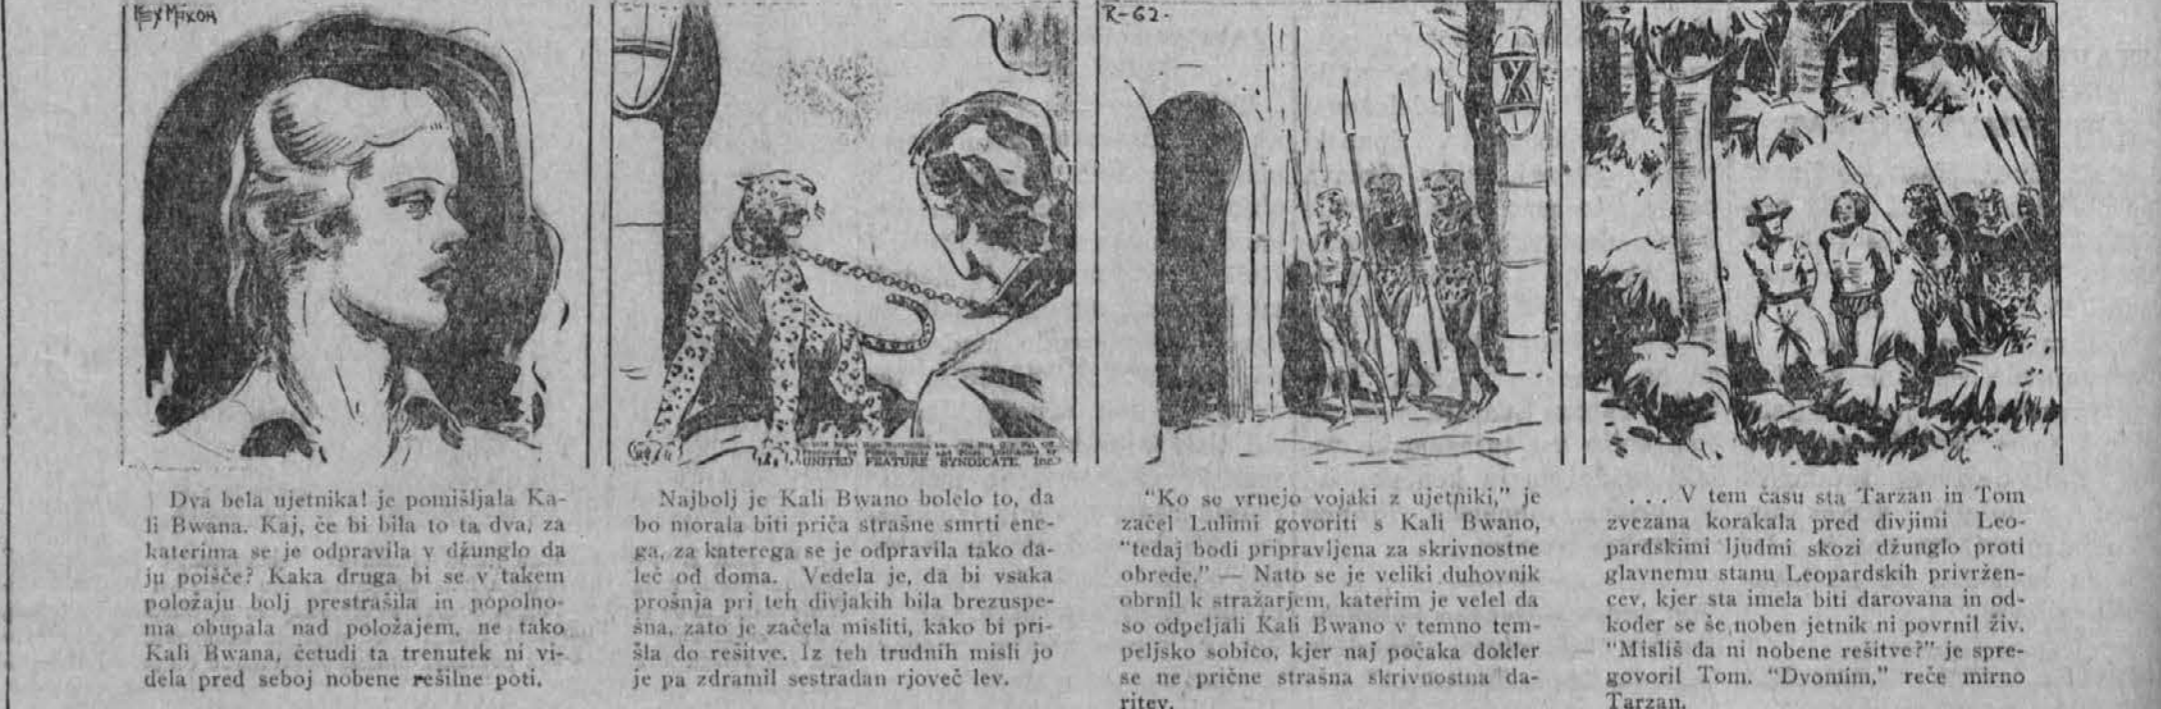 REX MAXON
Dva bela ujetnika! je pomišljala Ka-
li Bwana. Kaj, če bi bila to ta dva, za
katerima se je odpravila v džunglo da
ju poišče? Kaka druga bi se v takem
položaju bolj prestrašila in popolno-
ma obupala nad položajem, ne tako
Kali Bwana, četudi ta trenutek ni vi-
dela pred seboj nobene rešilne poti.
UNITED FEATURE SYNDICATE, Inc.
Najbolj je Kali Bwano bolelo to, da
bo morala biti priča strašne smrti ene-
ga, za katerega se je odpravila tako da-
leč od doma. Vedela je, da bi vsaka
prošnja pri teh divjakih bila brezuspe-
šna, zato je začela misliti, kako bi pri-
šla do rešitve. Iz teh trudnih misli jo
je pa zdramil sestradan rjoveč lev.
R-62-
"Ko se vrnejo vojaki z ujetniki," je
začel Lulimi govoriti s Kali Bwano,
"tedaj bodi pripravljena za skrivnostne
obrede." — Nato se je veliki duhovnik
obrnil k stražarjem, katerim je velel da
so odpeljali Kali Bwano v temno tem-
peljsko sobico, kjer naj počaka dokler
se ne prične strašna skrivnostna da-
ritev.
. . . V tem času sta Tarzan in Tom
zvezana korakala pred divjimi Leo-
pardskimi ljudmi skozi džunglo proti
glavnemu stanu Leopardskih privržen-
cev, kjer sta imela biti darovana in od-
koder se še noben jetnik ni povrnil živ.
"Misliš da ni nobene rešitve?" je spre-
govoril Tom. "Dvomim," reče mirno
Tarzan.